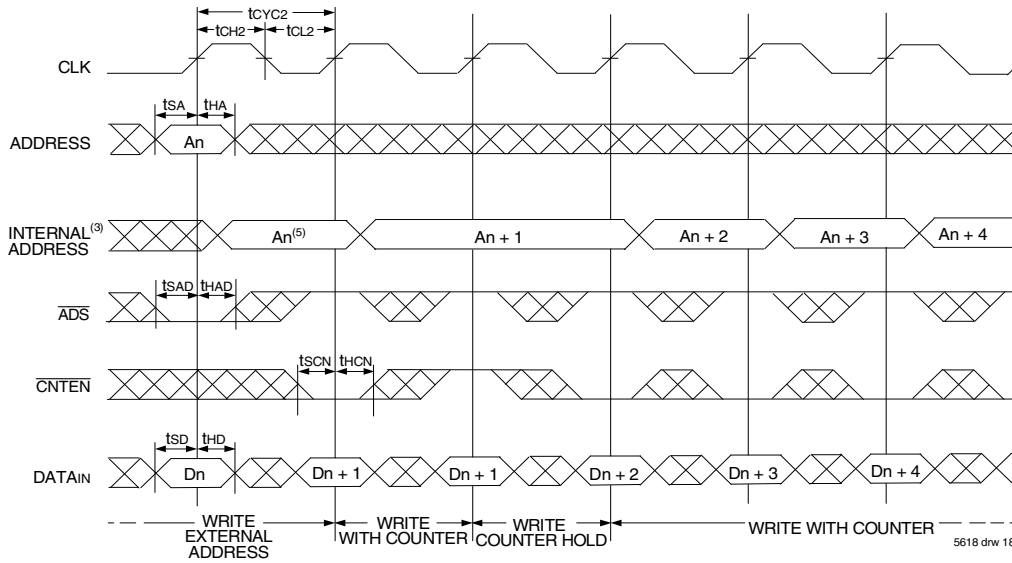 tCYC2
tCH2 tCL2
CLK
tSA tHA
ADDRESS An
INTERNAL(3)
ADDRESS
An(5) An + 1 An + 2 An + 3 An + 4
tSAD tHAD
ADS
tSCN tHCN
CNTEN
tSD tHD
DATAIN Dn Dn + 1 Dn + 1 Dn + 2 Dn + 3 Dn + 4
WRITE
EXTERNAL
ADDRESS
WRITE
WITH COUNTER
WRITE
COUNTER HOLD
WRITE WITH COUNTER
5618 drw 18